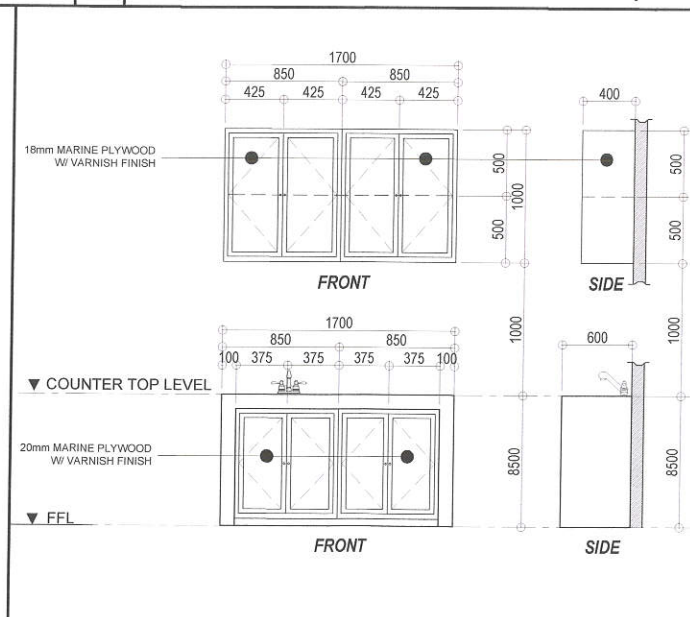 1700
850 850
425 425 425 425
400
18mm MARINE PLYWOOD
W/ VARNISH FINISH
500
500
1000
500
500
FRONT
SIDE
1700
850 850
100 375 375 375 375 100
1000
600
1000
▼ COUNTER TOP LEVEL
20mm MARINE PLYWOOD
W/ VARNISH FINISH
8500
8500
▼ FFL
FRONT
SIDE